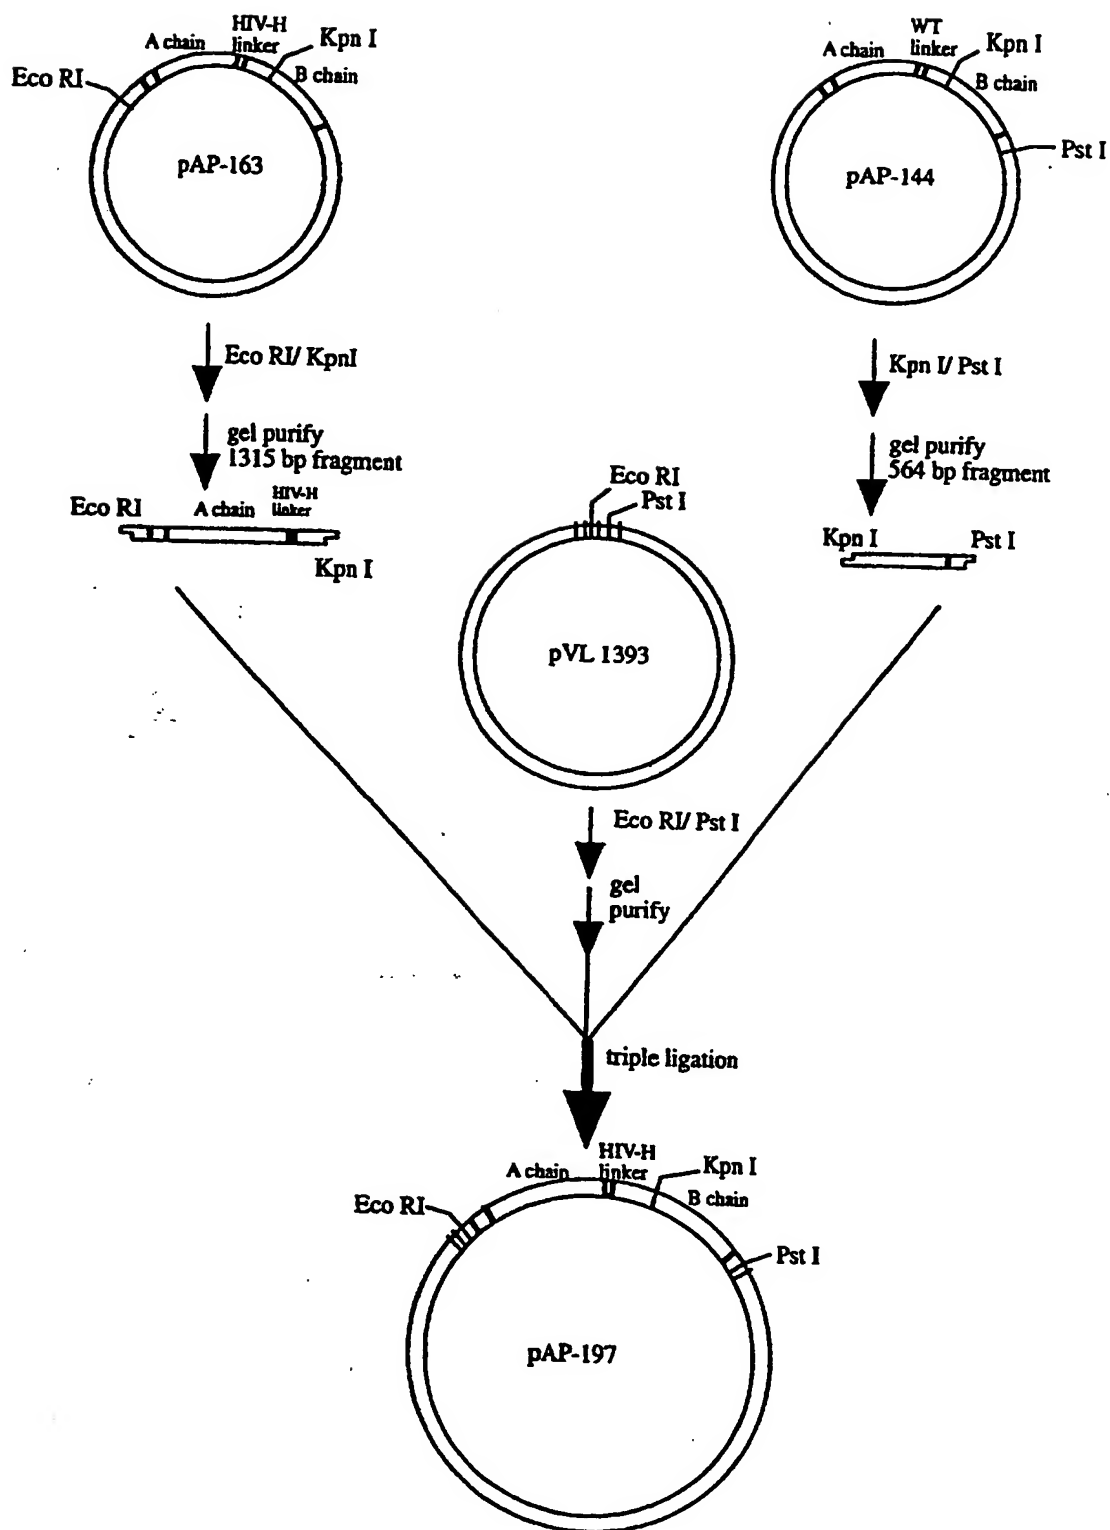 HIV-H
linker
A chain
Kpn I
Eco RI
B chain
pAP-163
WT
linker
A chain
Kpn I
B chain
Pst I
pAP-144
Eco RI/ KpnI
gel purify
1315 bp fragment
Eco RI
A chain
HIV-H
linker
Kpn I
Kpn I/ Pst I
gel purify
564 bp fragment
Kpn I
Pst I
Eco RI
Pst I
pVL 1393
Eco RI/ Pst I
gel
purify
triple ligation
HIV-H
linker
A chain
Kpn I
Eco RI
B chain
Pst I
pAP-197